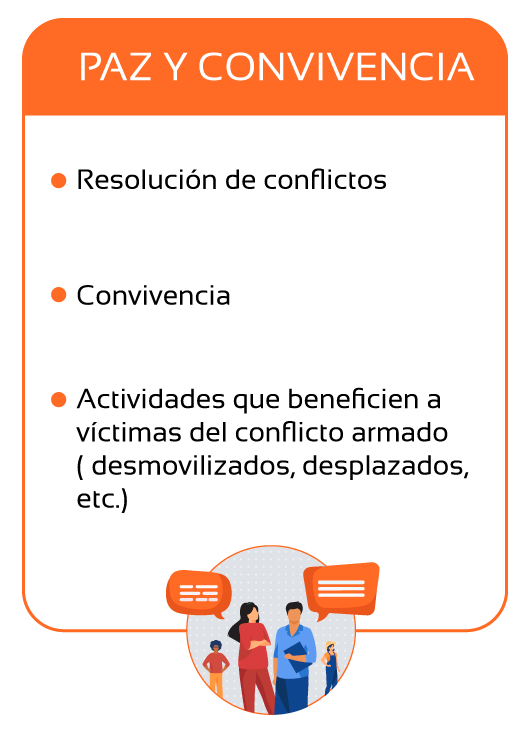 PAZ Y CONVIVENCIA
Resolución de conflictos
Convivencia
Actividades que beneficien a
víctimas del conflicto armado
( desmovilizados, desplazados,
etc.)